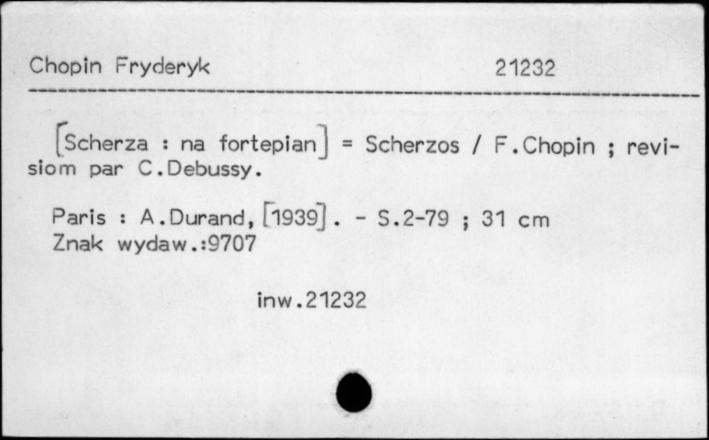 Chopin Fryderyk 21232
[Scherza : na fortepian] = Scherzos / F.Chopin ; revi-
siom par C.Debussy.
Paris : A.Durand, [1939]. - S.2-79 ; 31 cm
Znak wydaw.:9707
inw.21232